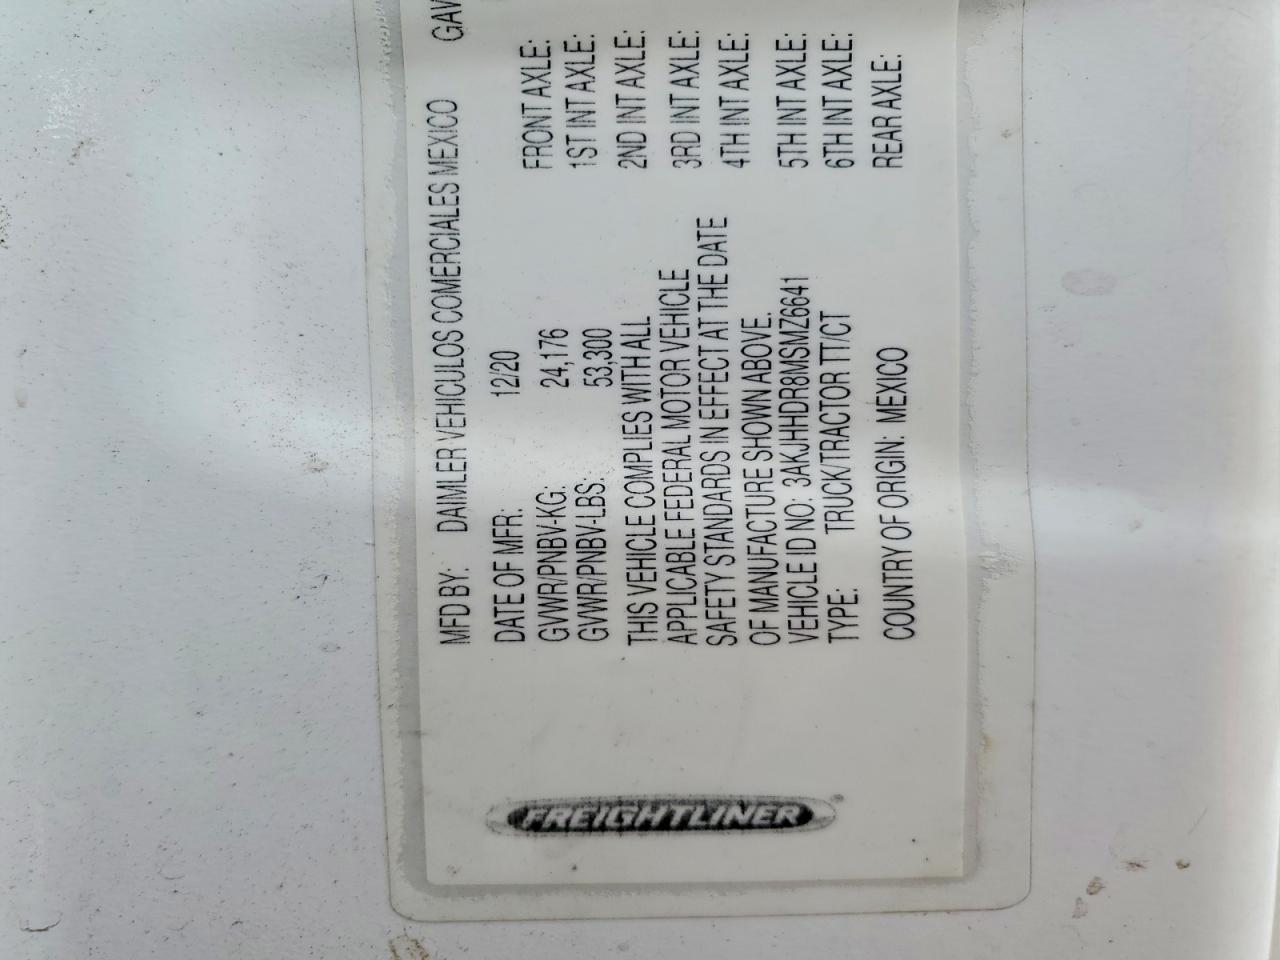 FREIGHTLINER
MFD BY: DAIMLER VEHICULOS COMERCIALES MEXICO
DATE OF MFR: 12/20
GVWR/PNBV-KG: 24,176
GVWR/PNBV-LBS: 53,300
THIS VEHICLE COMPLIES WITH ALL
APPLICABLE FEDERAL MOTOR VEHICLE
SAFETY STANDARDS IN EFFECT AT THE DATE
OF MANUFACTURE SHOWN ABOVE.
VEHICLE ID NO: 3AKJHHDR8MSMZ6641
TYPE: TRUCK/TRACTOR TT/CT
COUNTRY OF ORIGIN: MEXICO
FRONT AXLE:
1ST INT AXLE:
2ND INT AXLE:
3RD INT AXLE:
4TH INT AXLE:
5TH INT AXLE:
6TH INT AXLE:
REAR AXLE: